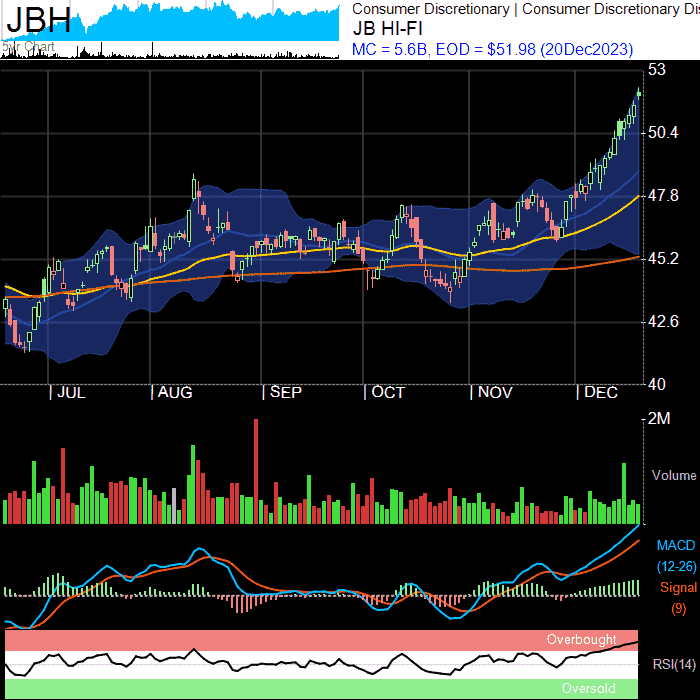 JBH
5yr Chart
Consumer Discretionary | Consumer Discretionary Dis
JB HI-FI
MC = 5.6B, EOD = $51.98 (20Dec2023)
53
50.4
47.8
45.2
42.6
40
| JUL | AUG | SEP | OCT | NOV | DEC
2M
Volume
MACD
(12-26)
Signal
(9)
Overbought
RSI(14)
Oversold